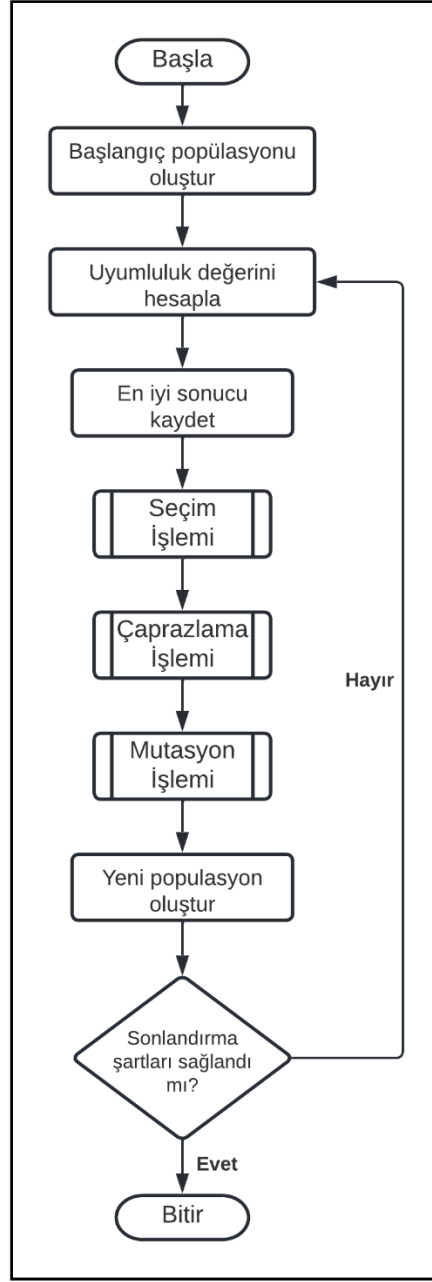 Başla
Başlangıç popülasyonu
oluştur
Uyumluluk değerini
hesapla
En iyi sonucu
kaydet
Seçim
İşlemi
Çaprazlama
İşlemi
Mutasyon
İşlemi
Hayır
Yeni populasyon
oluştur
Sonlandırma
şartları sağlandı
mı?
Evet
Bitir